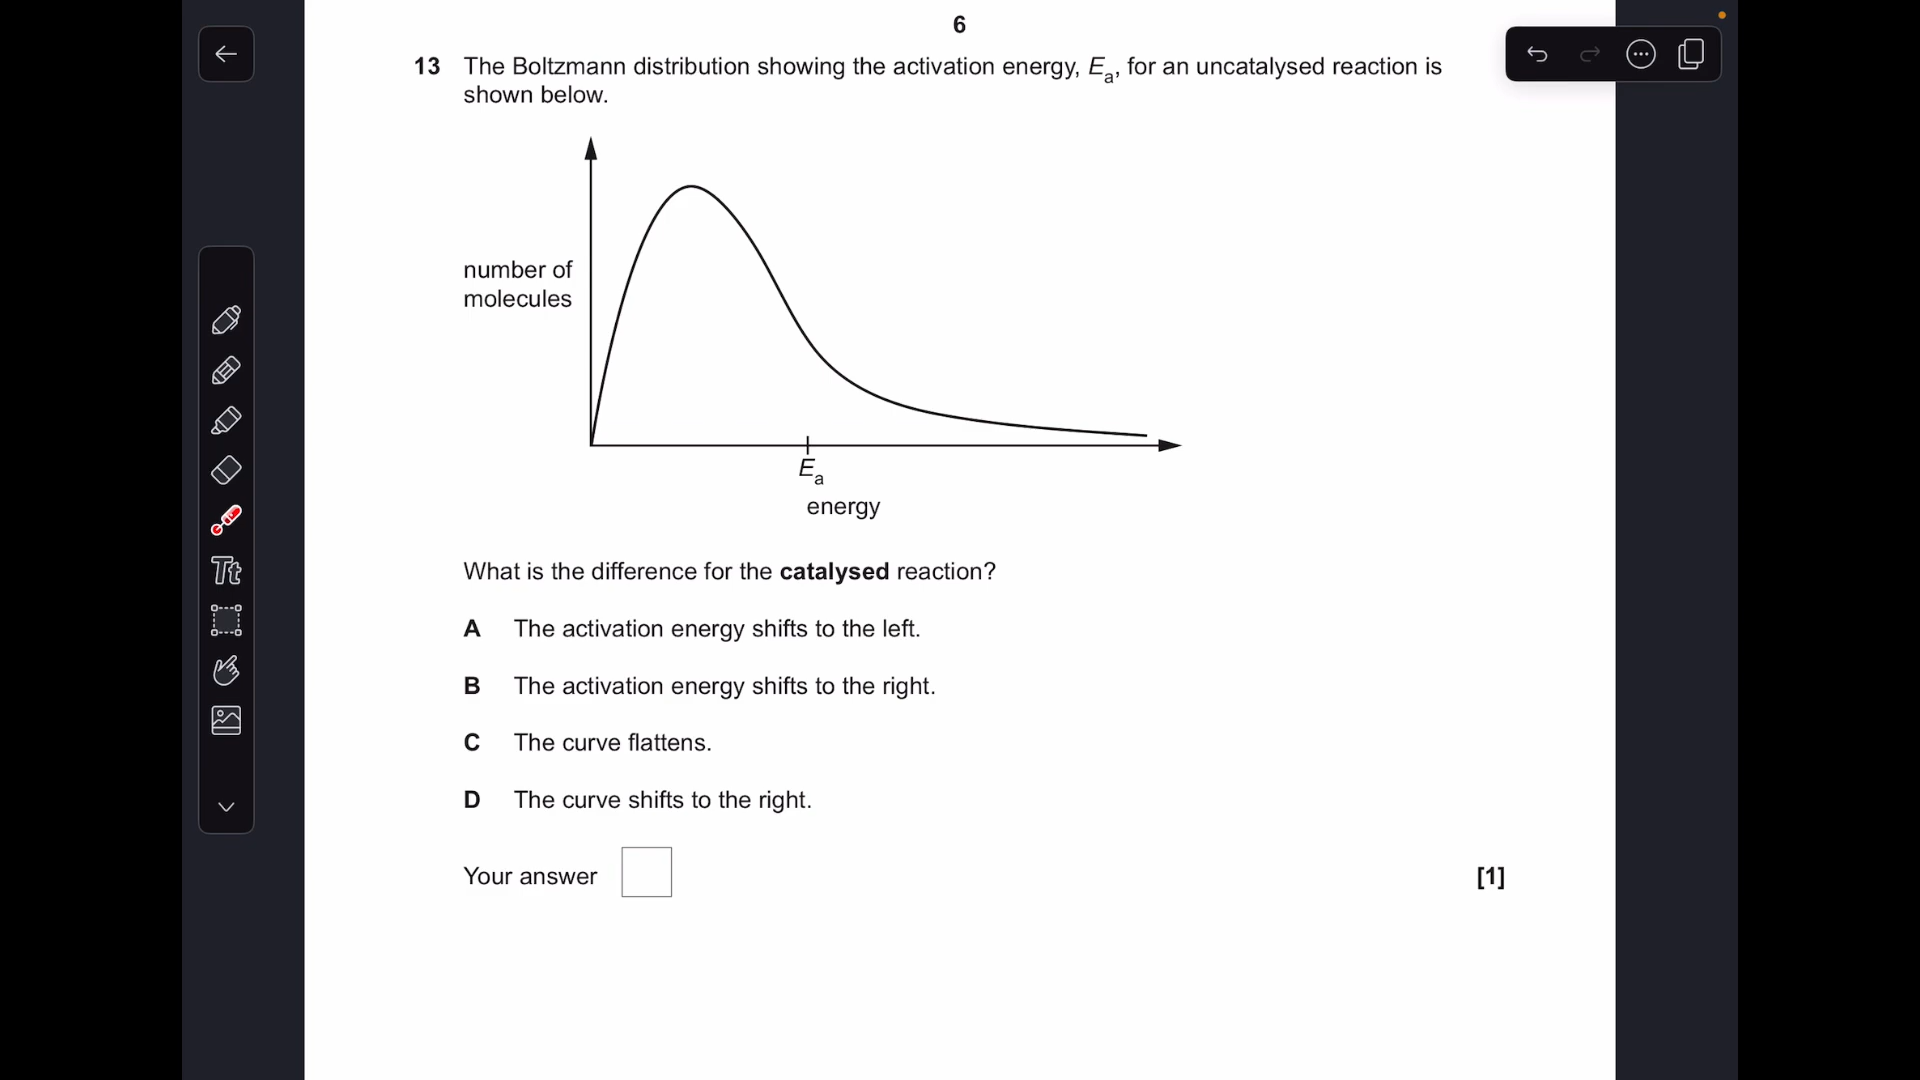 6
13 The Boltzmann distribution showing the activation energy, Ea, for an uncatalysed reaction is
shown below.
number of
molecules
Ea
energy
What is the difference for the catalysed reaction?
A The activation energy shifts to the left.
B The activation energy shifts to the right.
C The curve flattens.
D The curve shifts to the right.
Your answer
[1]
Tt